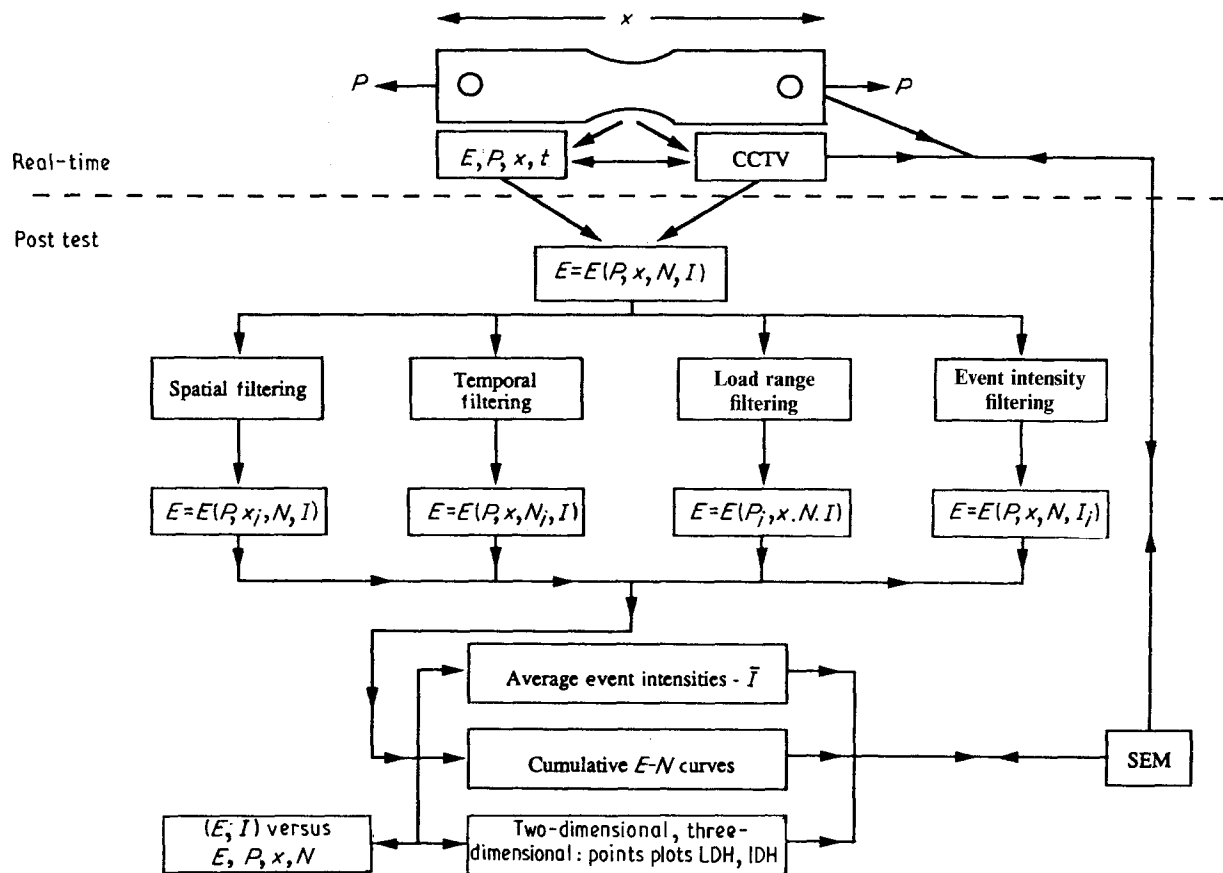 x
P
P
E, P, x, t
CCTV
Real-time
Post test
E=E(P, x, N, I)
Spatial filtering
Temporal
filtering
Load range
filtering
Event intensity
filtering
E=E(P, xj, N, I)
E=E(P, x, Nj, I)
E=E(Pj, x. N. I)
E=E(P, x, N, Ij)
Average event intensities - Ī
Cumulative E-N curves
SEM
(E, I) versus
E, P, x, N
Two-dimensional, three-
dimensional: points plots LDH, IDH